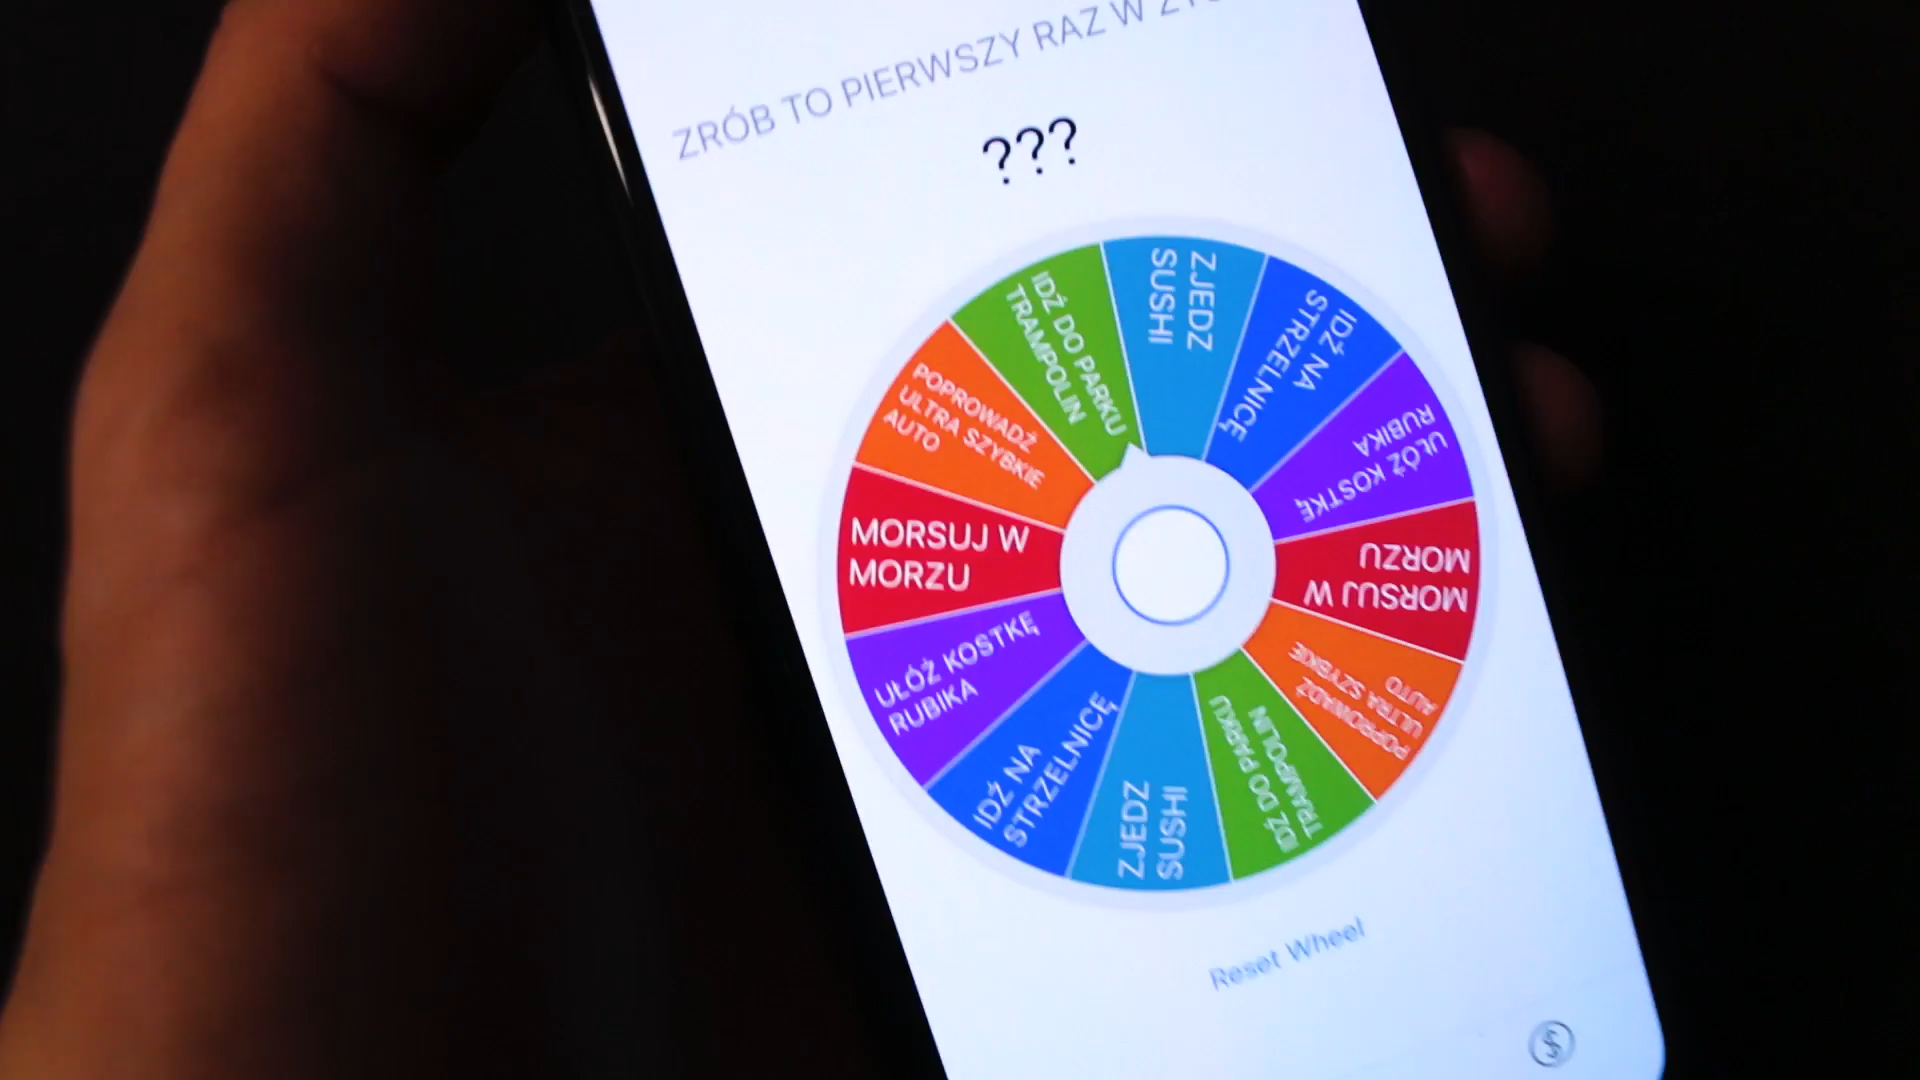 ZRÓB TO PIERWSZY RAZ W
???
ZJEDZ
SUSHI
IDŹ NA
STRZELNICĘ
UŁÓŻ KOSTKĘ
RUBIKA
MORSUJ W
MORZU
POPROWADŹ
ULTRA SZYBKIE
AUTO
IDŹ DO PARKU
TRAMPOLIN
ZJEDZ
SUSHI
IDŹ NA
STRZELNICĘ
UŁÓŻ KOSTKĘ
RUBIKA
MORSUJ W
MORZU
POPROWADŹ
ULTRA SZYBKIE
AUTO
IDŹ DO PARKU
TRAMPOLIN
Reset Wheel